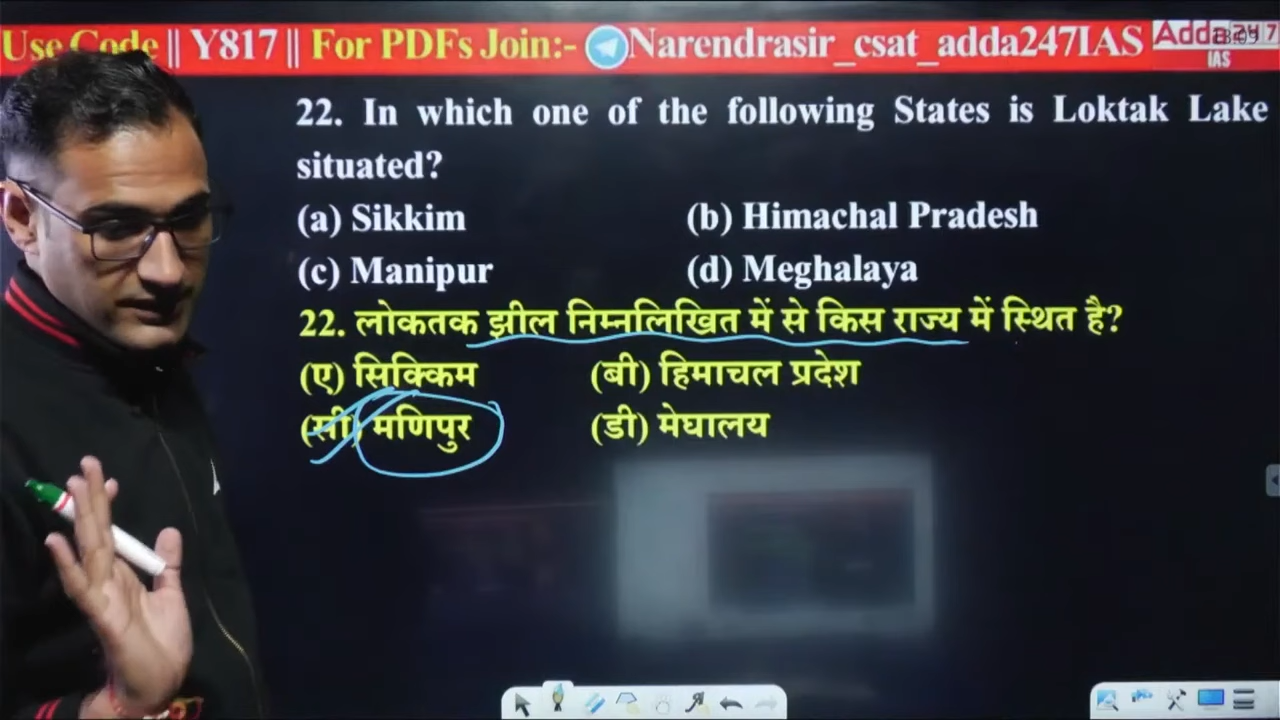 Use Code || Y817 || For PDFs Join:- Narendrasir_csat_adda247IAS Adda247
IAS
22. In which one of the following States is Loktak Lake
situated?
(a) Sikkim (b) Himachal Pradesh
(c) Manipur (d) Meghalaya
22. लोकतक झील निम्नलिखित में से किस राज्य में स्थित है?
(ए) सिक्किम (बी) हिमाचल प्रदेश
(सी) मणिपुर (डी) मेघालय